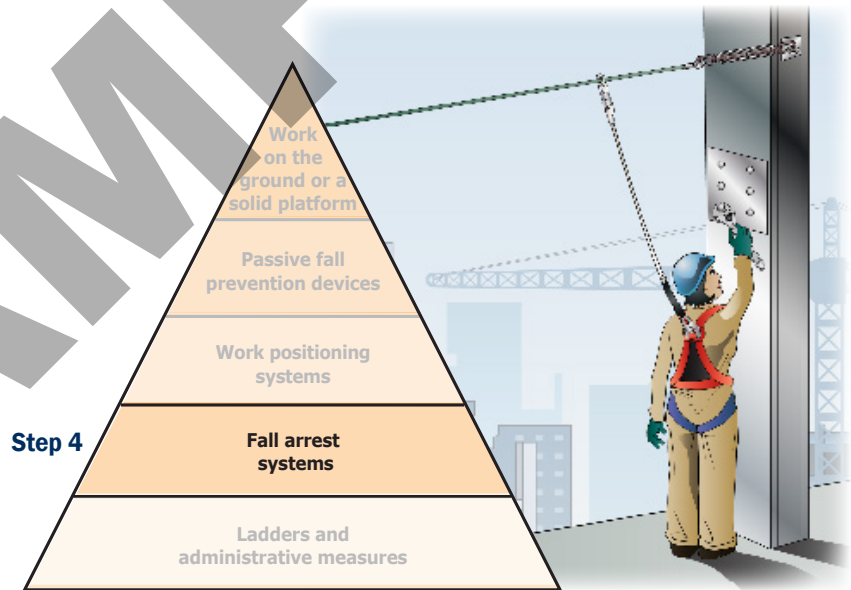 Work
on the
ground or a
solid platform
Passive fall
prevention devices
Work positioning
systems
Step 4
Fall arrest
systems
Ladders and
administrative measures